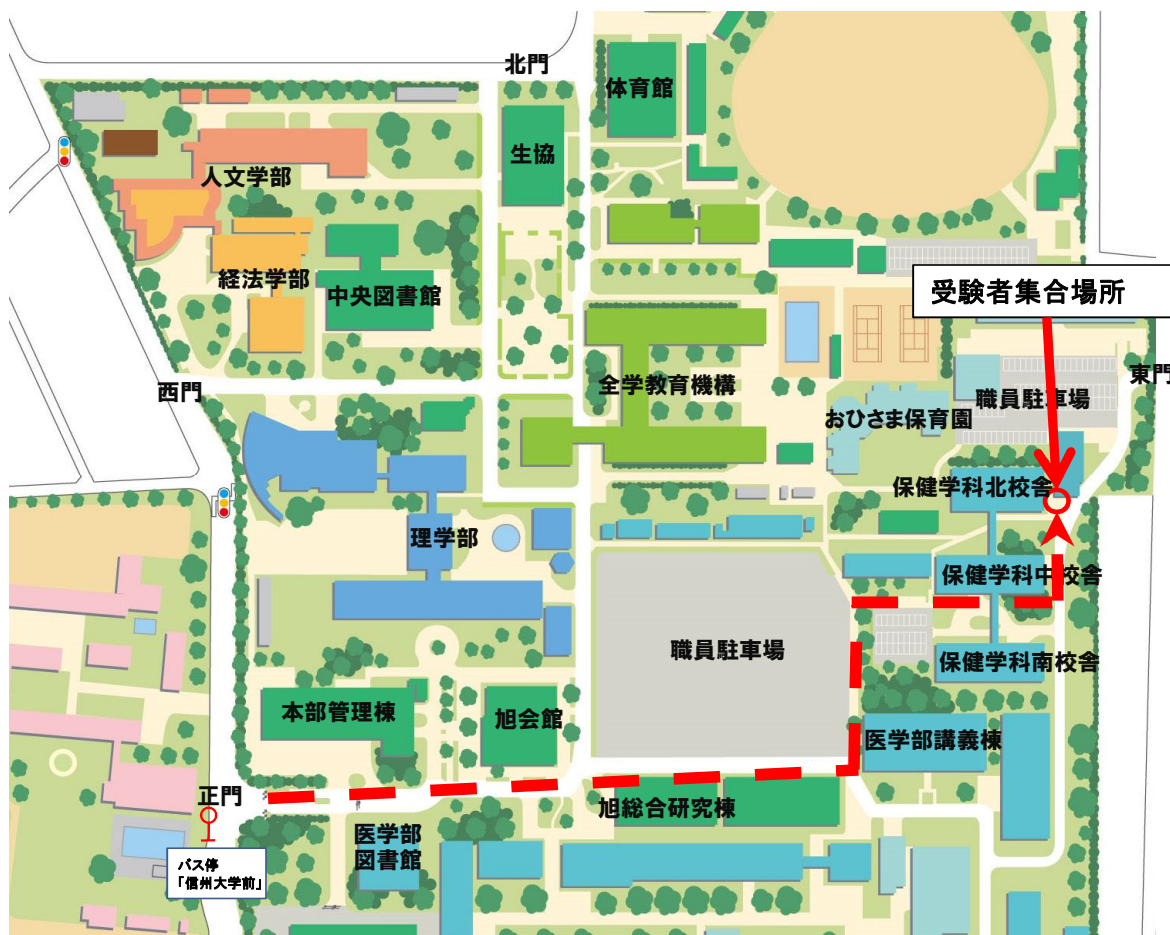 北門
体育館
生協
人文学部
経法学部
中央図書館
受験者集合場所
西門
全学教育機構
東門
職員駐車場
おひさま保育園
保健学科北校舎
理学部
保健学科中校舎
職員駐車場
保健学科南校舎
本部管理棟
旭会館
医学部講義棟
正門
旭総合研究棟
医学部
図書館
バス停
「信州大学前」